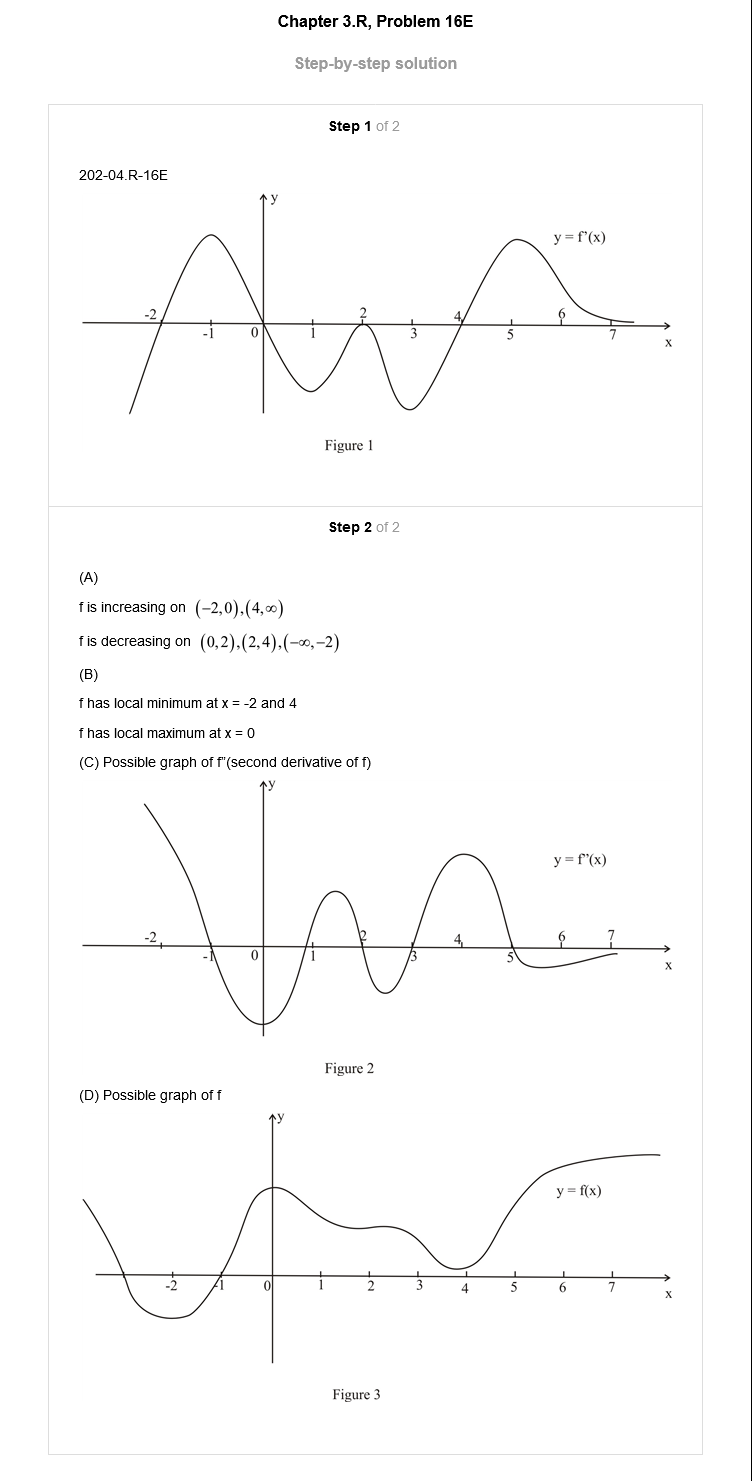 Chapter 3.R, Problem 16E
Step-by-step solution
Step 1 of 2
202-04.R-16E
y
y = f'(x)
-2 2 4 6
-1 0 1 3 5 7
x
Figure 1
Step 2 of 2
(A)
f is increasing on (−2,0),(4,∞)
f is decreasing on (0,2),(2,4),(−∞,−2)
(B)
f has local minimum at x = -2 and 4
f has local maximum at x = 0
(C) Possible graph of f''(second derivative of f)
y
y = f''(x)
-2 2 4 6 7
-1 0 1 3 5
x
Figure 2
(D) Possible graph of f
y
y = f(x)
-2 -1 0 1 2 3 4 5 6 7
x
Figure 3